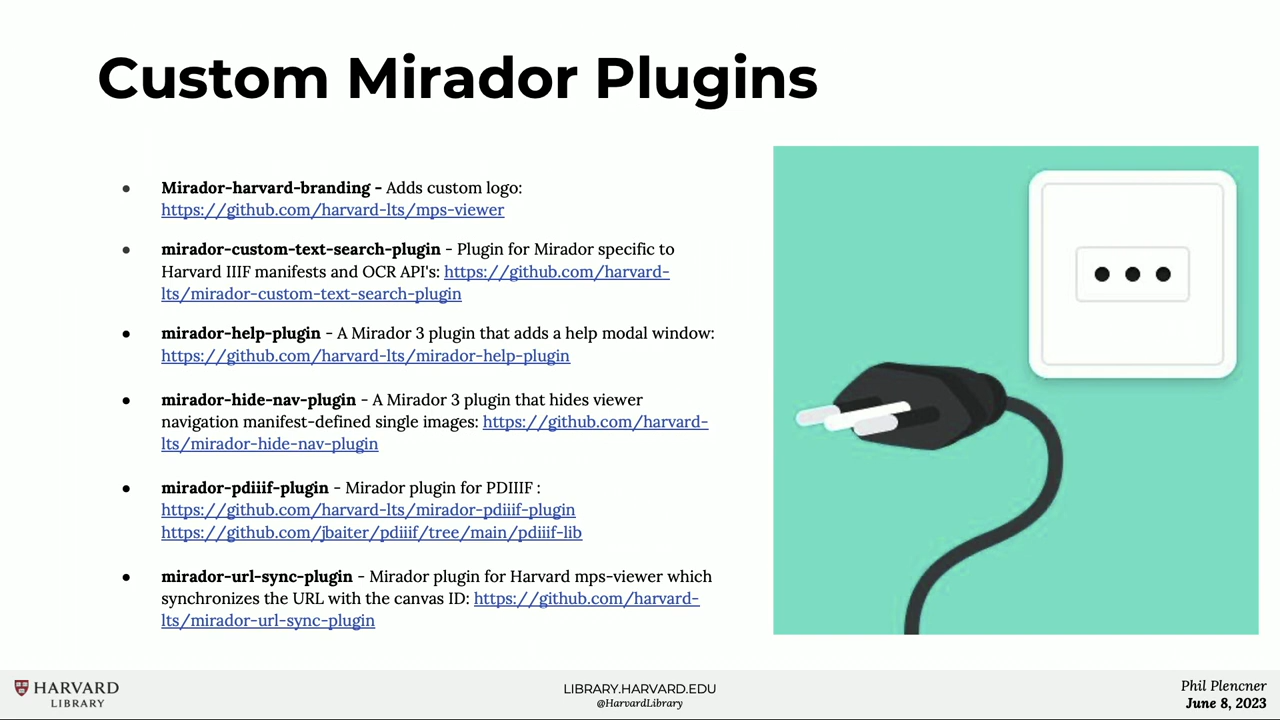 Custom Mirador Plugins
Mirador-harvard-branding - Adds custom logo:
https://github.com/harvard-lts/mps-viewer
mirador-custom-text-search-plugin - Plugin for Mirador specific to
Harvard IIIF manifests and OCR API's: https://github.com/harvard-
lts/mirador-custom-text-search-plugin
mirador-help-plugin - A Mirador 3 plugin that adds a help modal window:
https://github.com/harvard-lts/mirador-help-plugin
mirador-hide-nav-plugin - A Mirador 3 plugin that hides viewer
navigation manifest-defined single images: https://github.com/harvard-
lts/mirador-hide-nav-plugin
mirador-pdiiif-plugin - Mirador plugin for PDIIIF :
https://github.com/harvard-lts/mirador-pdiiif-plugin
https://github.com/jbaiter/pdiiif/tree/main/pdiiif-lib
mirador-url-sync-plugin - Mirador plugin for Harvard mps-viewer which
synchronizes the URL with the canvas ID: https://github.com/harvard-
lts/mirador-url-sync-plugin
HARVARD
LIBRARY
LIBRARY.HARVARD.EDU
@HarvardLibrary
Phil Plencner
June 8, 2023